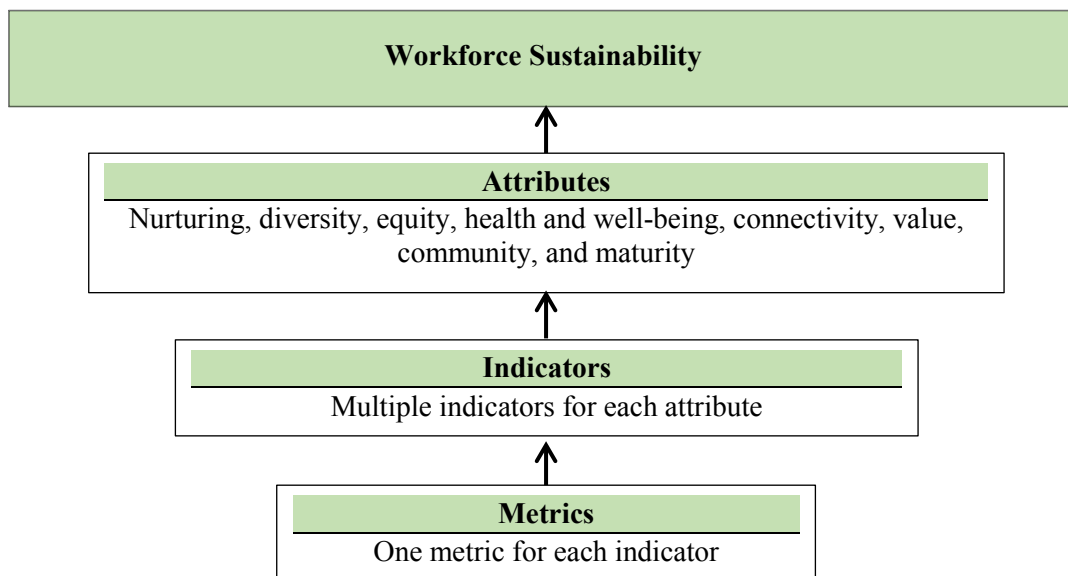 Workforce Sustainability
Attributes
Nurturing, diversity, equity, health and well-being, connectivity, value,
community, and maturity
Indicators
Multiple indicators for each attribute
Metrics
One metric for each indicator